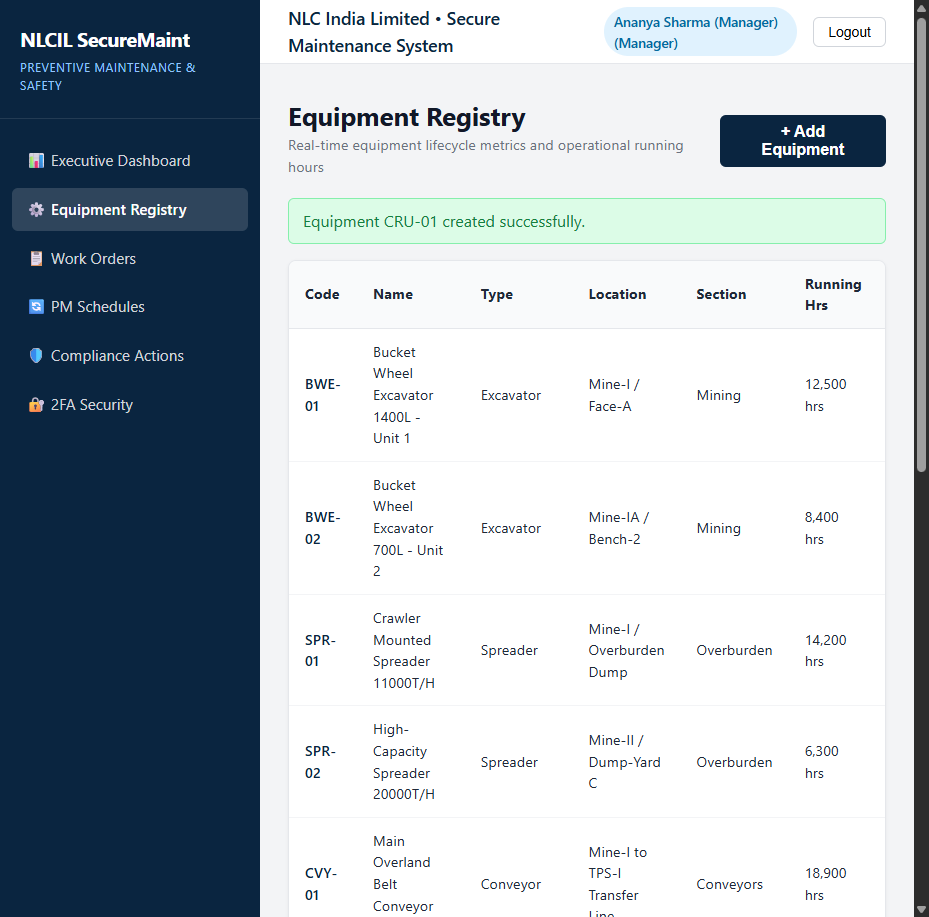 NLCIL SecureMaint
PREVENTIVE MAINTENANCE &
SAFETY
Executive Dashboard
Equipment Registry
Work Orders
PM Schedules
Compliance Actions
2FA Security
NLC India Limited • Secure
Maintenance System
Ananya Sharma (Manager)
(Manager)
Logout
Equipment Registry
Real-time equipment lifecycle metrics and operational running
hours
+ Add
Equipment
Equipment CRU-01 created successfully.
Code Name Type Location Section Running
Hrs
BWE-
01
Bucket
Wheel
Excavator
1400L -
Unit 1
Excavator
Mine-I /
Face-A
Mining
12,500
hrs
BWE-
02
Bucket
Wheel
Excavator
700L - Unit
2
Excavator
Mine-IA /
Bench-2
Mining
8,400
hrs
SPR-
01
Crawler
Mounted
Spreader
11000T/H
Spreader
Mine-I /
Overburden
Dump
Overburden
14,200
hrs
SPR-
02
High-
Capacity
Spreader
20000T/H
Spreader
Mine-II /
Dump-Yard
C
Overburden
6,300
hrs
CVY-
01
Main
Overland
Belt
Conveyor
Conveyor
Mine-I to
TPS-I
Transfer
Line
Conveyors
18,900
hrs